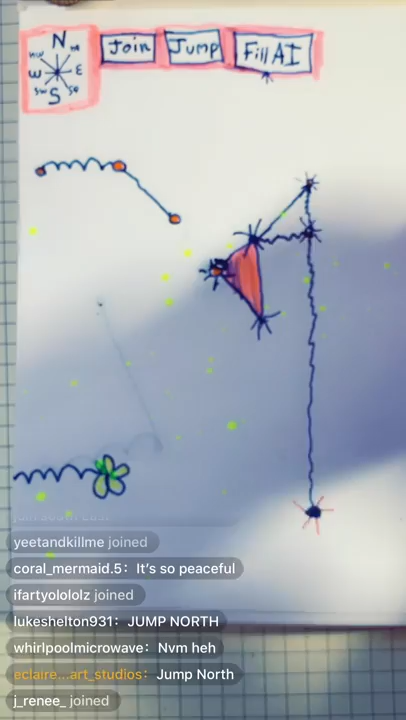 N
NW NE
W E
SW SE
S
Join Jump Fill AI
yeetandkillme joined
coral_mermaid.5: It's so peaceful
ifartyolololz joined
lukeshelton931: JUMP NORTH
whirlpoolmicrowave: Nvm heh
eclaire...art_studios: Jump North
j_renee_ joined